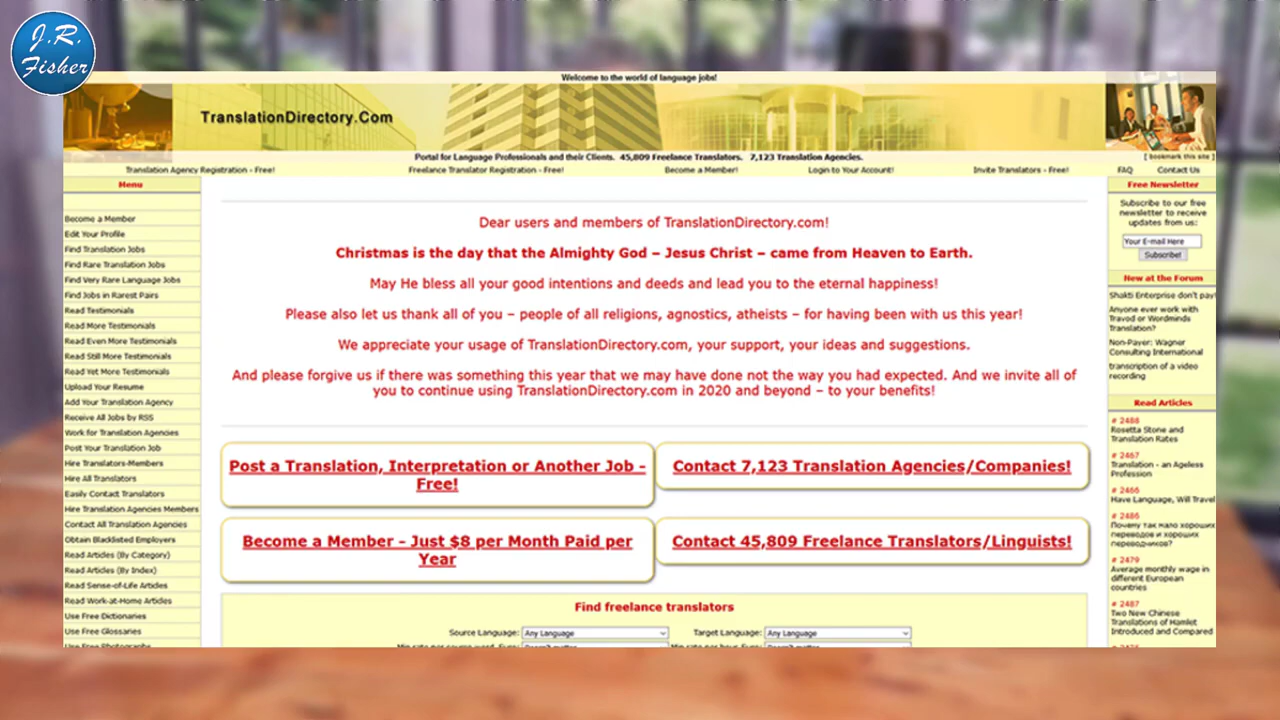 J.R.
Fisher
Welcome to the world of language jobs!
TranslationDirectory.Com
Portal for Language Professionals and their Clients. 45,809 Freelance Translators. 7,123 Translation Agencies.
[ bookmark this site ]
Translation Agency Registration - Free!
Freelance Translator Registration - Free!
Become a Member!
Login to Your Account!
Invite Translators - Free!
FAQ
Contact Us
Menu
Become a Member
Edit Your Profile
Find Translation Jobs
Find Rare Translation Jobs
Find Very Rare Language Jobs
Find Jobs in Rarest Pairs
Read Testimonials
Read More Testimonials
Read Even More Testimonials
Read Still More Testimonials
Read Yet More Testimonials
Upload Your Resume
Add Your Translation Agency
Receive All Jobs by RSS
Work for Translation Agencies
Post Your Translation Job
Hire Translators-Members
Hire All Translators
Easily Contact Translators
Hire Translation Agencies Members
Contact All Translation Agencies
Obtain Blacklisted Employers
Read Articles (By Category)
Read Articles (By Index)
Read Sense-of-Life Articles
Read Work-at-Home Articles
Use Free Dictionaries
Use Free Glossaries
Dear users and members of TranslationDirectory.com!
Christmas is the day that the Almighty God – Jesus Christ – came from Heaven to Earth.
May He bless all your good intentions and deeds and lead you to the eternal happiness!
Please also let us thank all of you – people of all religions, agnostics, atheists – for having been with us this year!
We appreciate your usage of TranslationDirectory.com, your support, your ideas and suggestions.
And please forgive us if there was something this year that we may have done not the way you had expected. And we invite all of
you to continue using TranslationDirectory.com in 2020 and beyond – to your benefits!
Post a Translation, Interpretation or Another Job -
Free!
Contact 7,123 Translation Agencies/Companies!
Become a Member - Just $8 per Month Paid per
Year
Contact 45,809 Freelance Translators/Linguists!
Find freelance translators
Source Language: Any Language
Target Language: Any Language
Free Newsletter
Subscribe to our free
newsletter to receive
updates from us:
Your E-mail Here
Subscribe!
New at the Forum
Shakti Enterprise don't pay!
Anyone ever work with
Travod or Wordminds
Translation?
Non-Payer: Wagner
Consulting International
transcription of a video
recording
Read Articles
# 2488
Rosetta Stone and
Translation Rates
# 2467
Translation - an Ageless
Profession
# 2466
Have Language, Will Travel
# 2486
Почему так мало хороших
переводов и хороших
переводчиков?
# 2479
Average monthly wage in
different European
countries
# 2487
Two New Chinese
Translations of Hamlet
Introduced and Compared